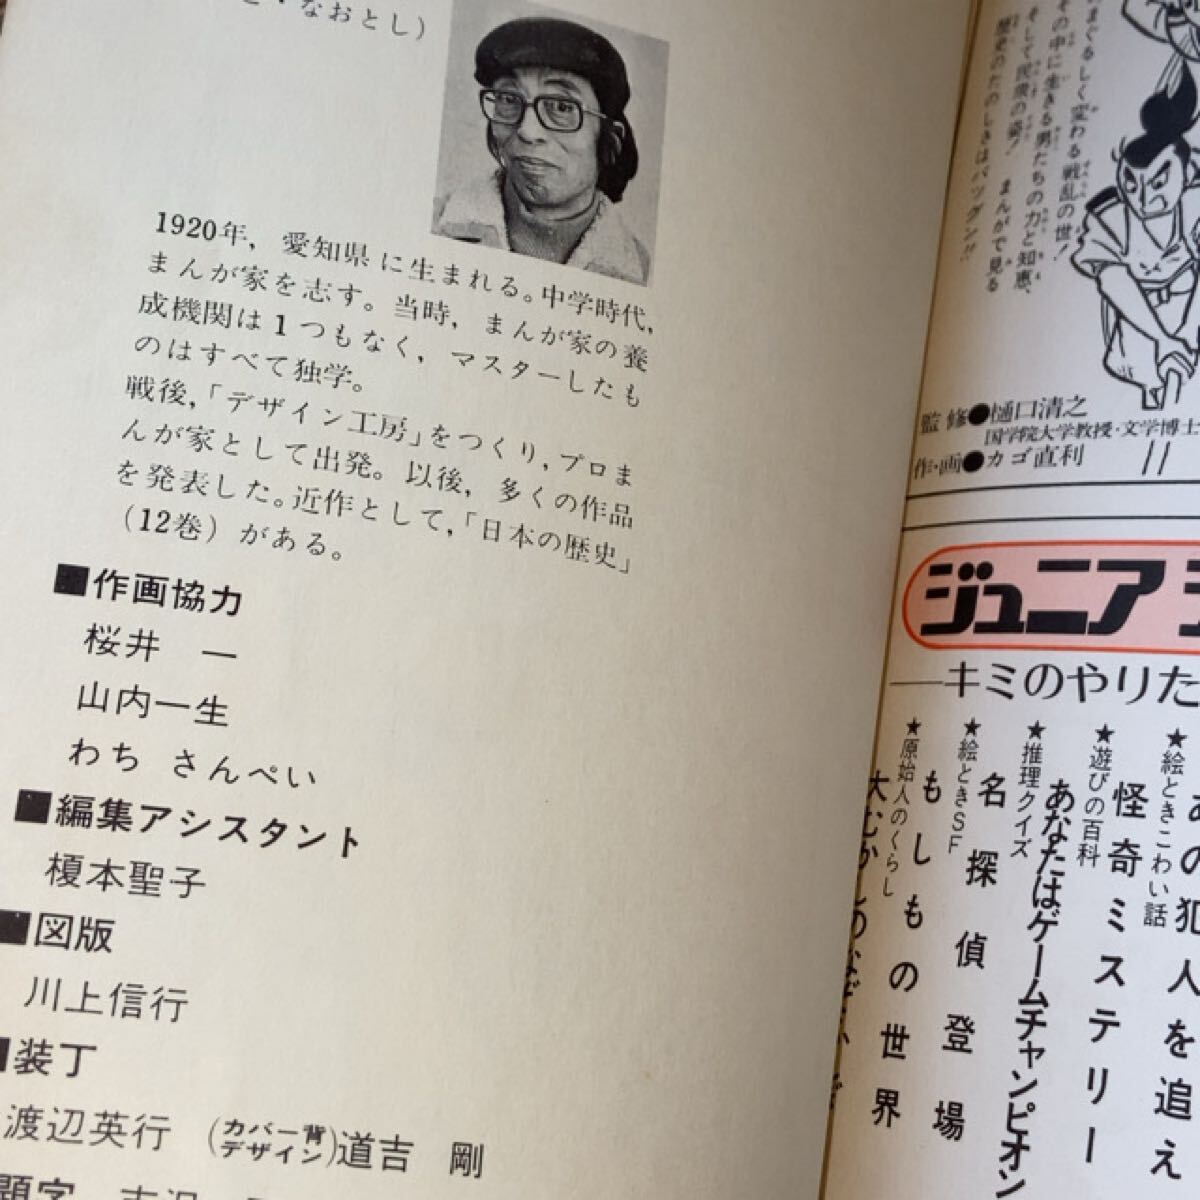 なおとし)
1920年，愛知県に生まれる。中学時代，
まんが家を志す。当時，まんが家の養
成機関は1つもなく，マスターしたも
のはすべて独学。
戦後，「デザイン工房」をつくり，プロま
んが家として出発。以後，多くの作品
を発表した。近作として，「日本の歴史」
(12巻)がある。
■作画協力
桜井　一
山内一生
わち さんぺい
■編集アシスタント
榎本聖子
■図版
川上信行
■装丁
渡辺英行 (カバー背デザイン)道吉　剛
題字
まぐるしく変わる戦乱の世！
その中に生きる男たちの力と知恵、
そして民衆の姿！ まんがで見る
歴史のたのしさはバツグン!!
監修●樋口清之
国学院大学教授・文学博士
作・画●カゴ直利
ジュニア
―キミのやりた
あの犯人を追え
★絵ときこわい話
怪奇ミステリー
★遊びの百科
あなたはゲームチャンピオン
★推理クイズ
名探偵登場
★絵ときSF
もしもの世界
★原始人のくらし
大むかしのなぞ